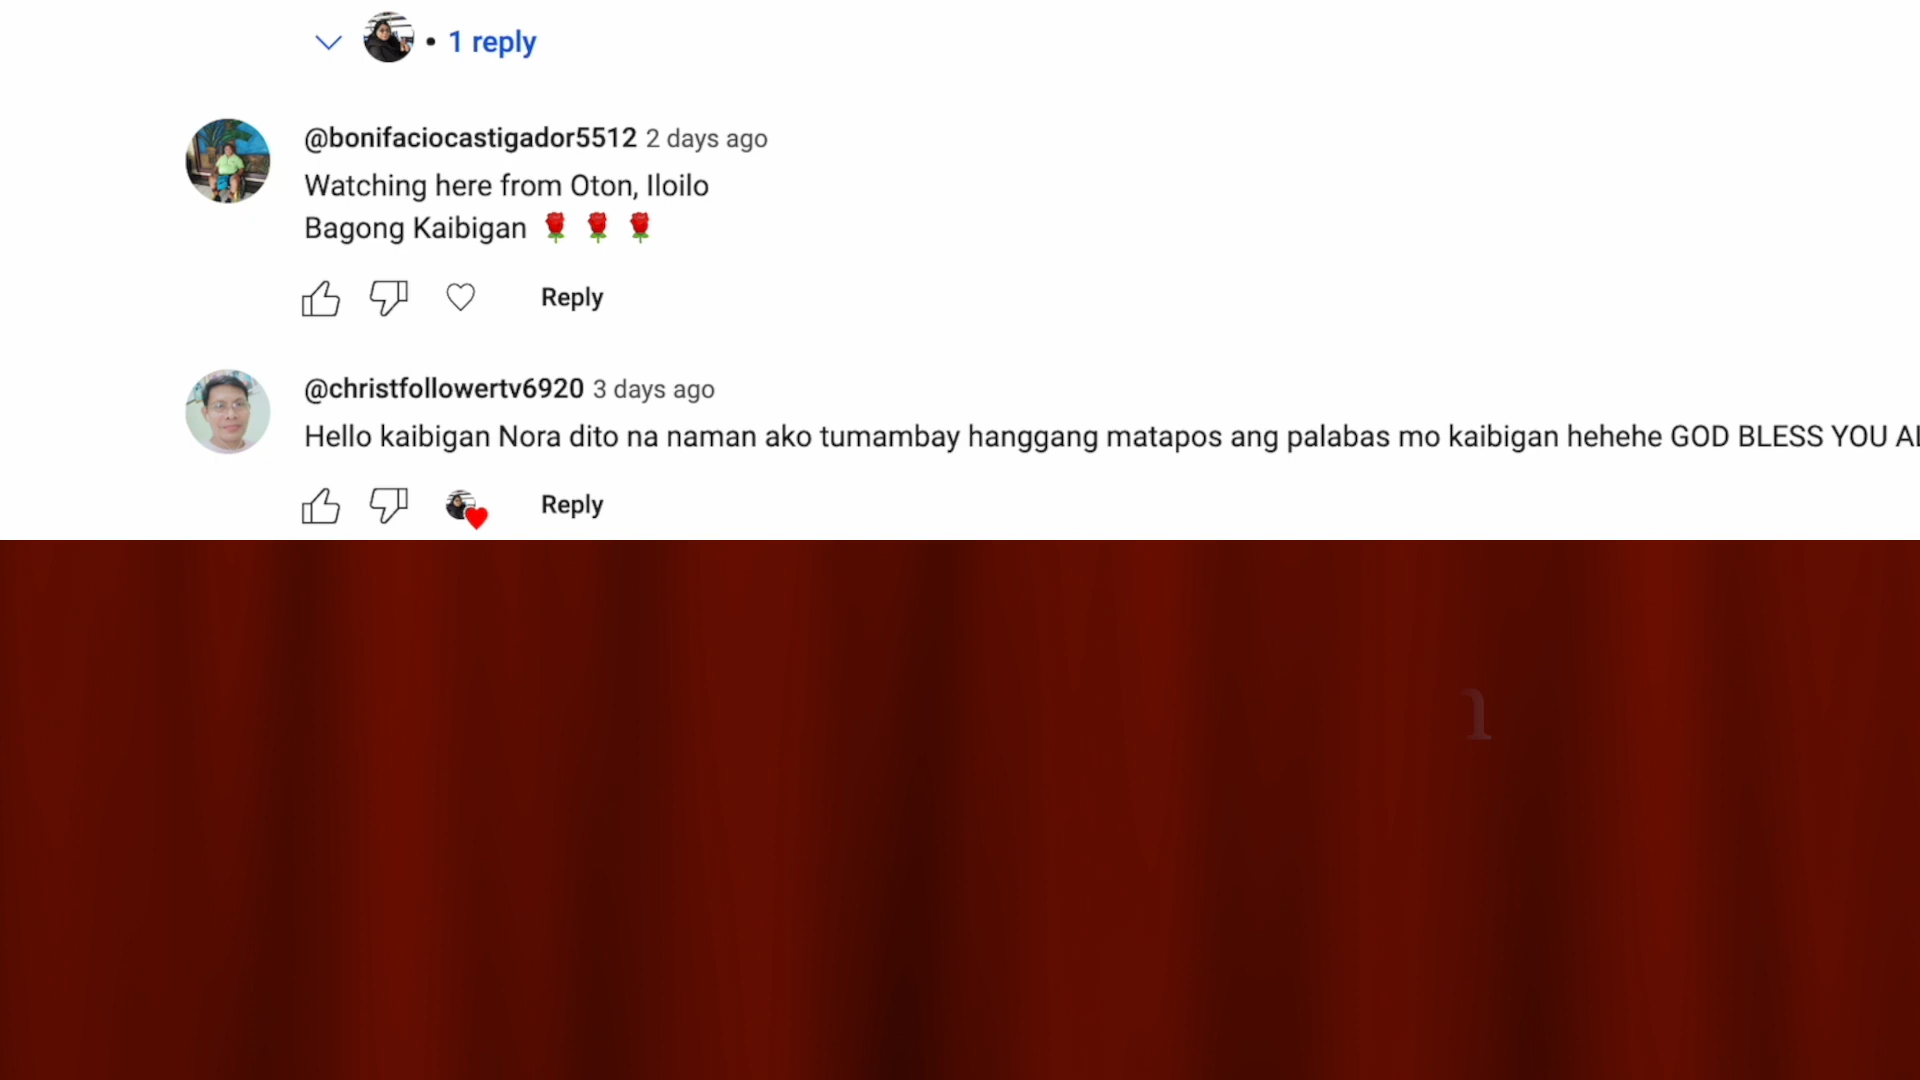 • 1 reply
@bonifaciocastigador5512 2 days ago
Watching here from Oton, Iloilo
Bagong Kaibigan 🌹 🌹 🌹
Reply
@christfollowertv6920 3 days ago
Hello kaibigan Nora dito na naman ako tumambay hanggang matapos ang palabas mo kaibigan hehehe GOD BLESS YOU
Reply